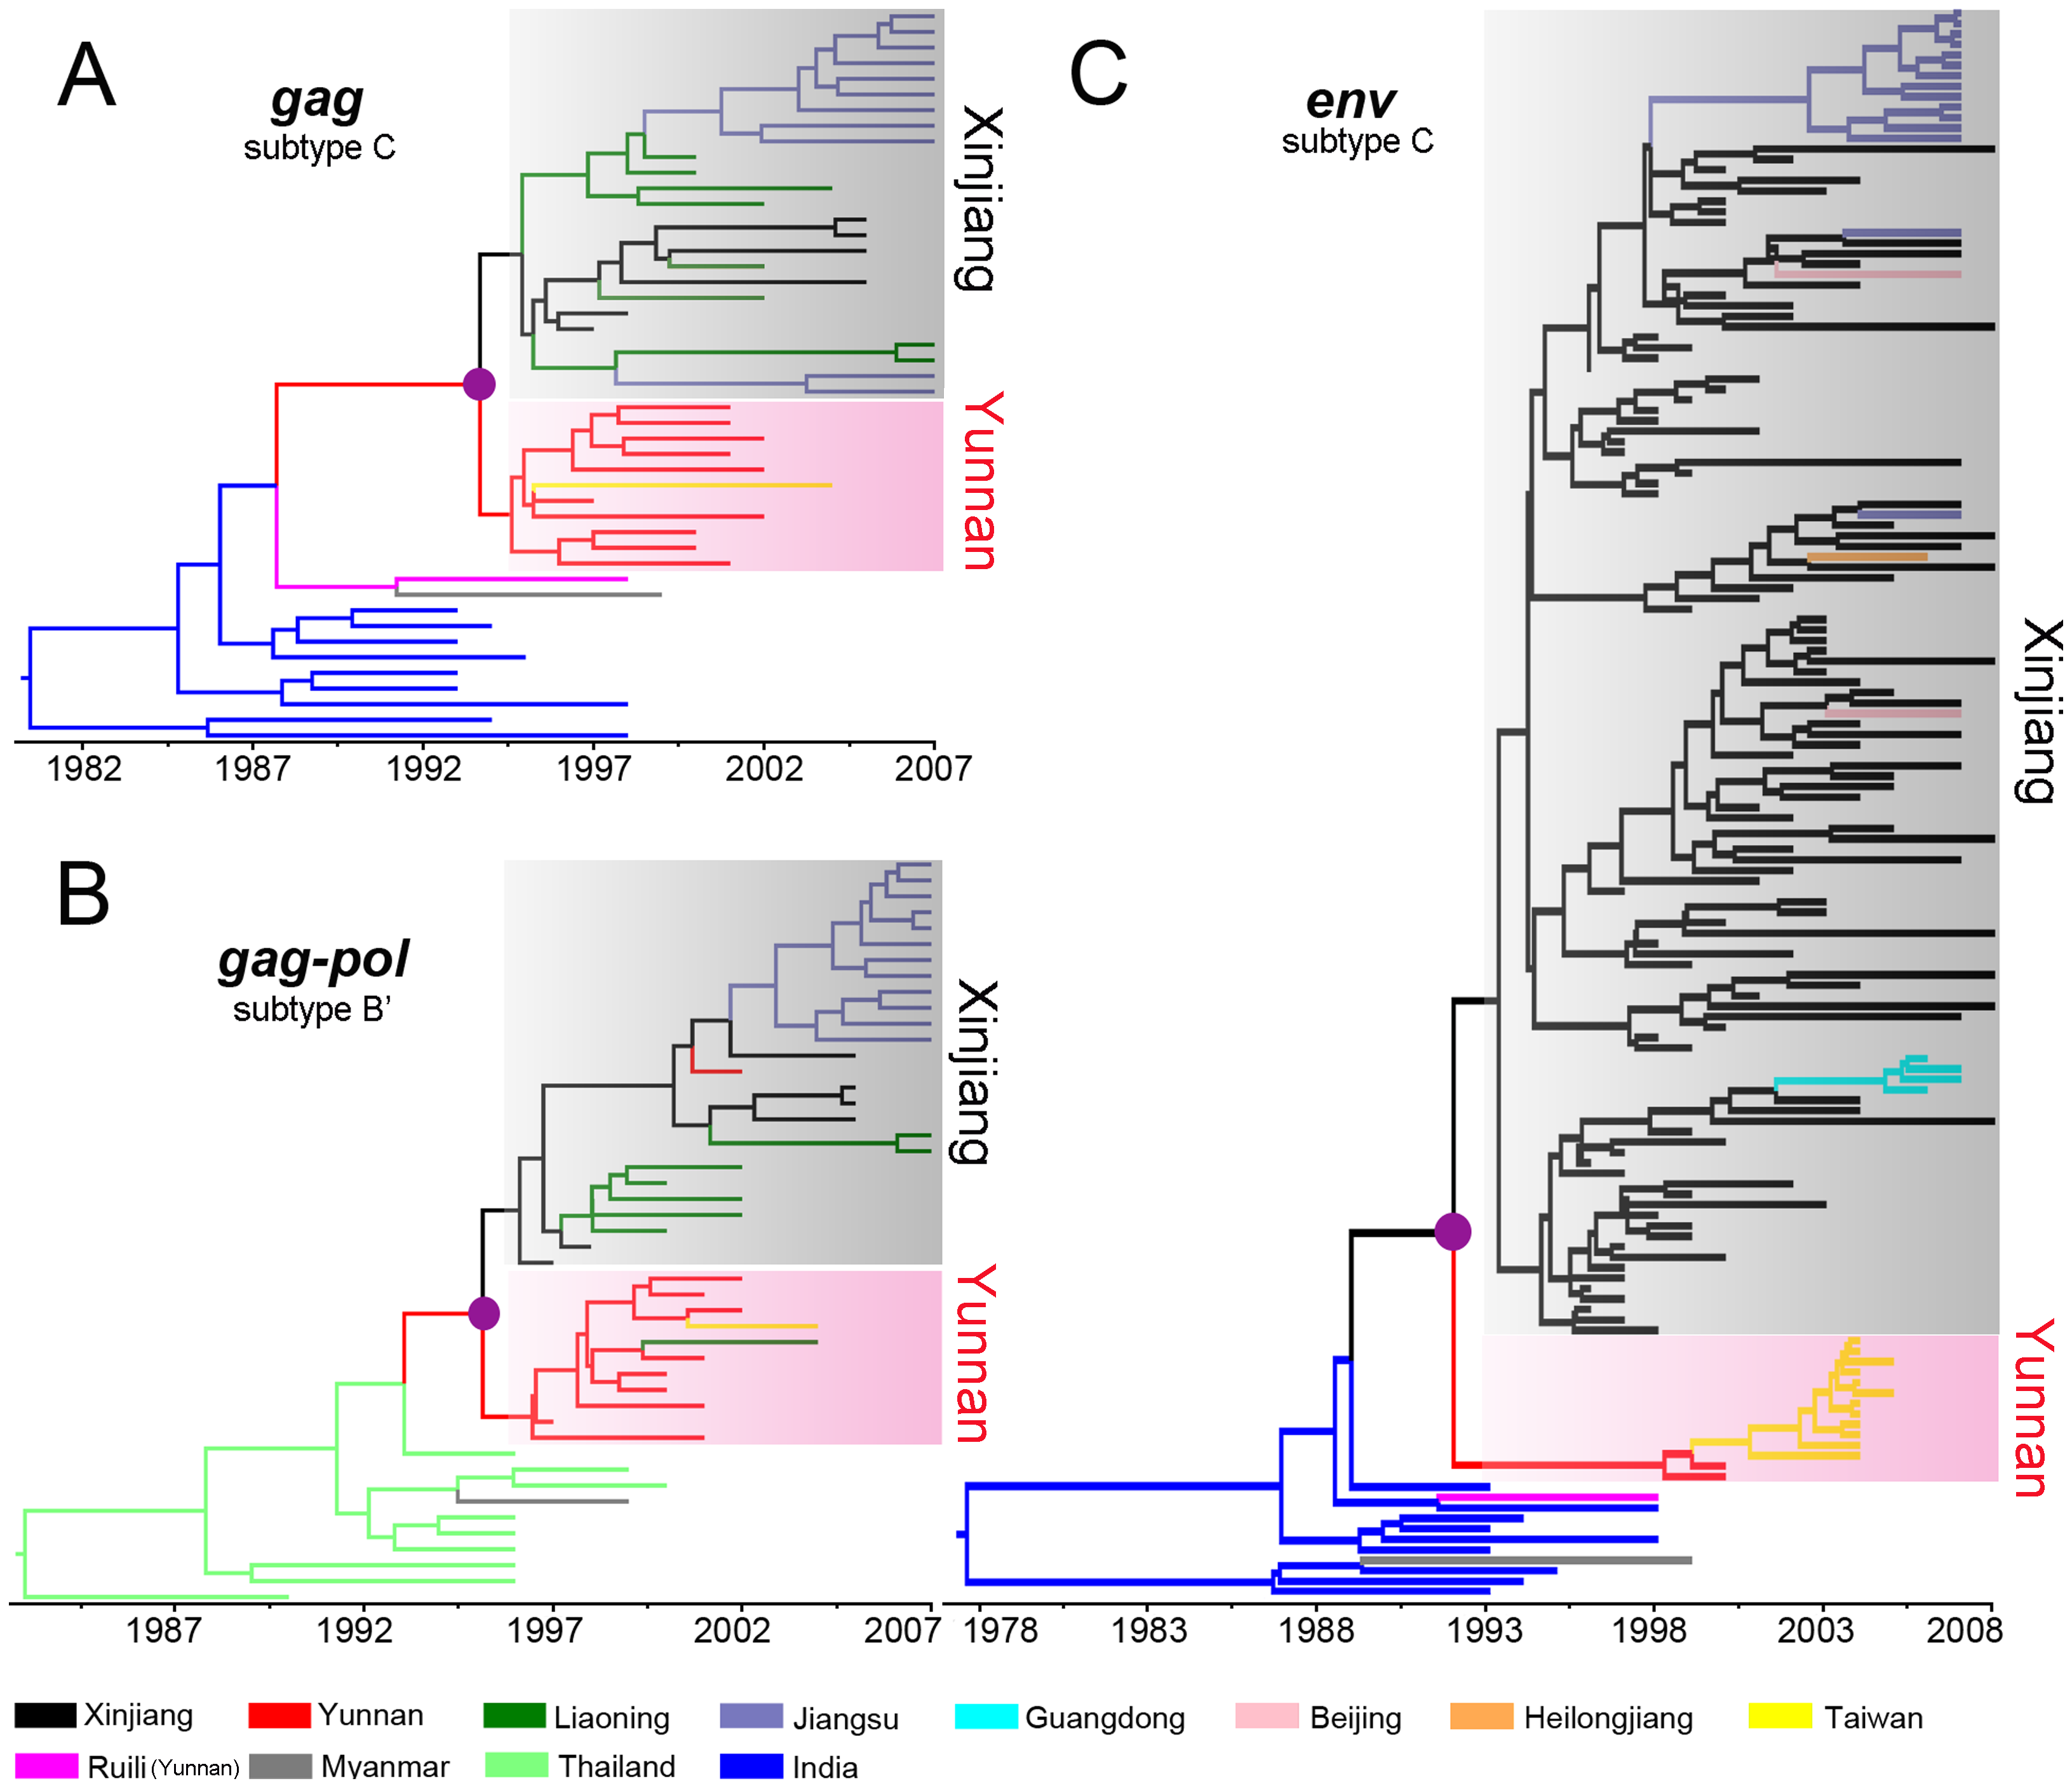 A
gag
subtype C
Xinjiang
Yunnan
1982 1987 1992 1997 2002 2007
B
gag-pol
subtype B’
Xinjiang
Yunnan
1987 1992 1997 2002 2007
C
env
subtype C
Xinjiang
Yunnan
1978 1983 1988 1993 1998 2003 2008
Xinjiang Yunnan Liaoning Jiangsu Guangdong Beijing Heilongjiang Taiwan
Ruili (Yunnan) Myanmar Thailand India